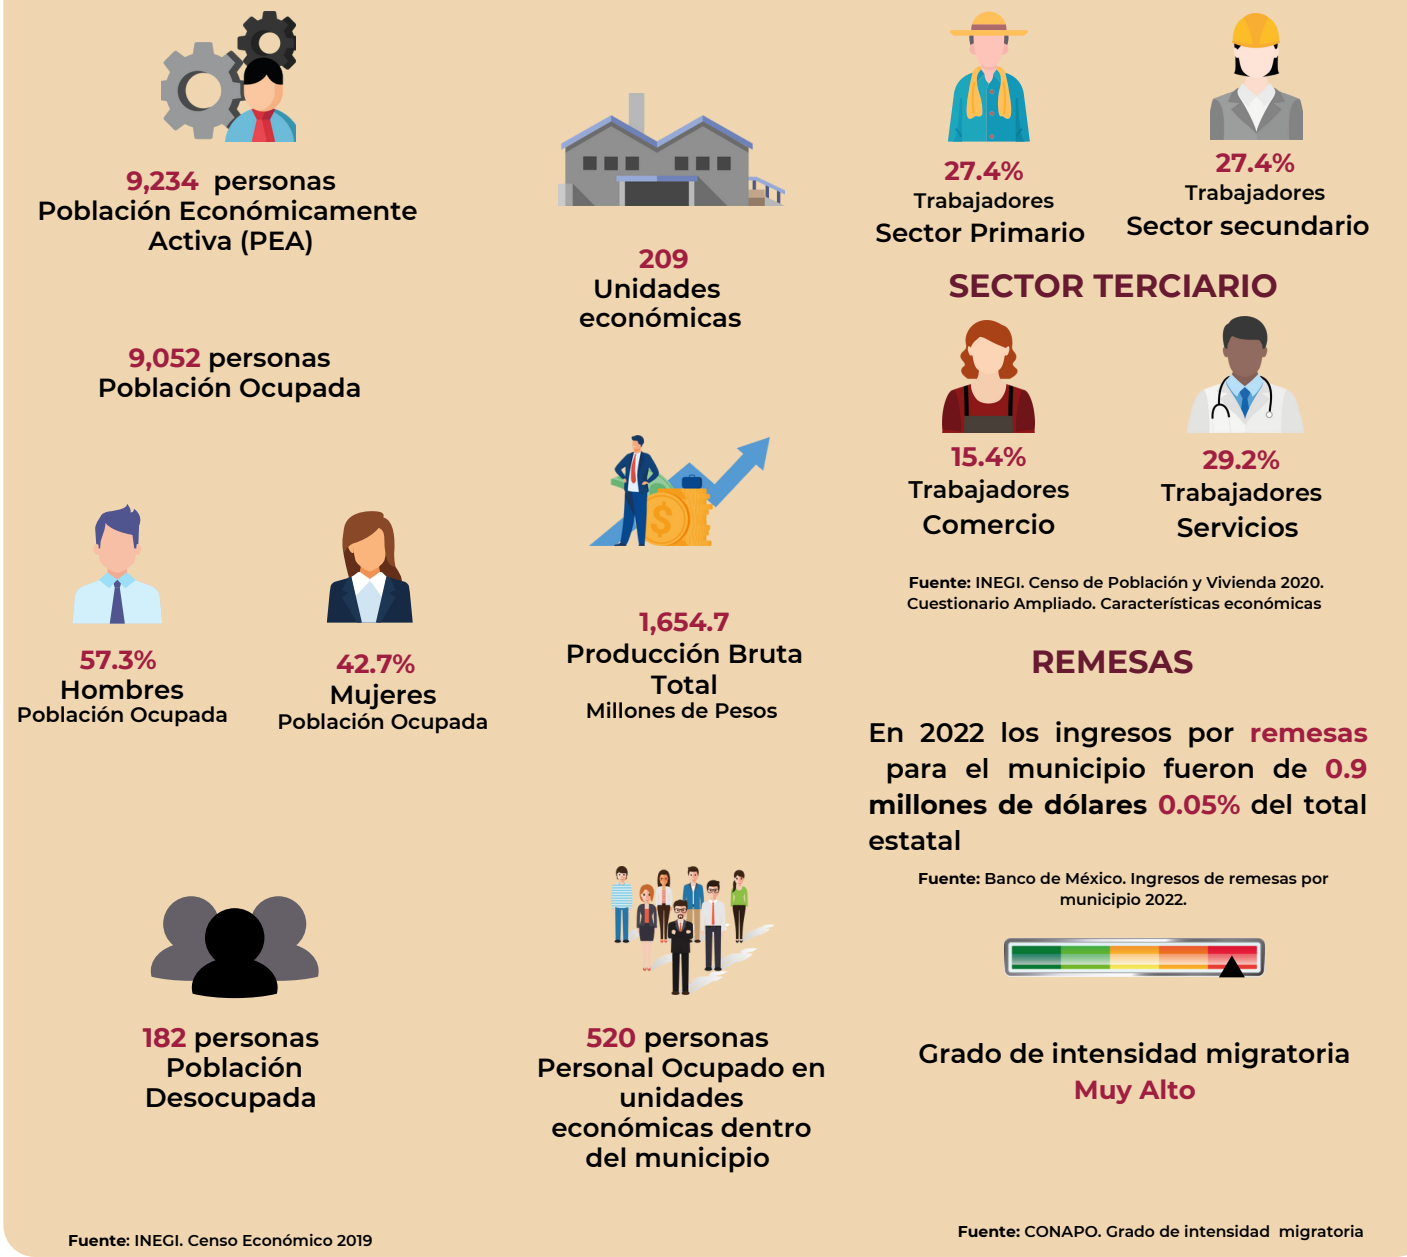 9,234 personas
Población Económicamente
Activa (PEA)
9,052 personas
Población Ocupada
57.3%
Hombres
Población Ocupada
42.7%
Mujeres
Población Ocupada
182 personas
Población
Desocupada
Fuente: INEGI. Censo Económico 2019
209
Unidades
económicas
1,654.7
Producción Bruta
Total
Millones de Pesos
520 personas
Personal Ocupado en
unidades
económicas dentro
del municipio
27.4%
Trabajadores
Sector Primario
27.4%
Trabajadores
Sector secundario
SECTOR TERCIARIO
15.4%
Trabajadores
Comercio
29.2%
Trabajadores
Servicios
Fuente: INEGI. Censo de Población y Vivienda 2020.
Cuestionario Ampliado. Características económicas
REMESAS
En 2022 los ingresos por remesas
para el municipio fueron de 0.9
millones de dólares 0.05% del total
estatal
Fuente: Banco de México. Ingresos de remesas por
municipio 2022.
Grado de intensidad migratoria
Muy Alto
Fuente: CONAPO. Grado de intensidad migratoria